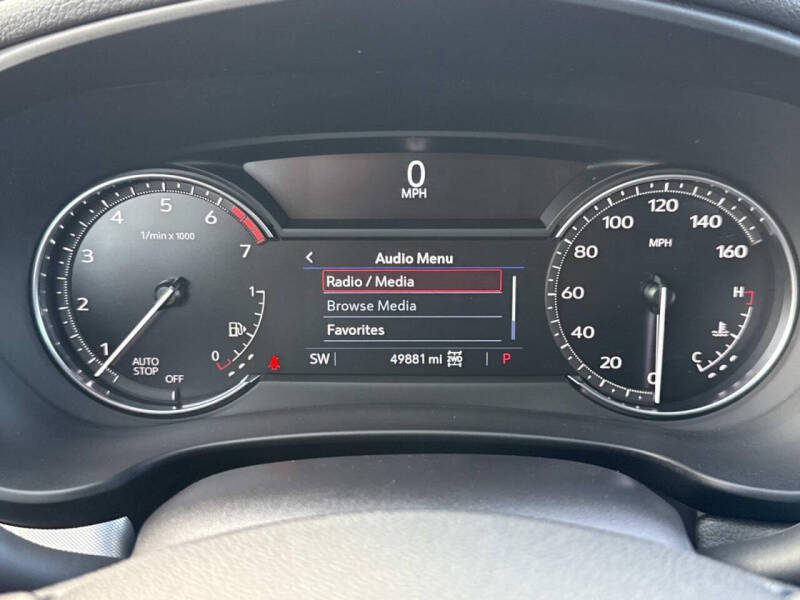 0
MPH
1/min x 1000
1 2 3 4 5 6 7
AUTO
STOP
OFF
1
0
< Audio Menu
Radio / Media
Browse Media
Favorites
SW 49881 mi 2WD P
0 20 40 60 80 100 120 140 160
MPH
H
C